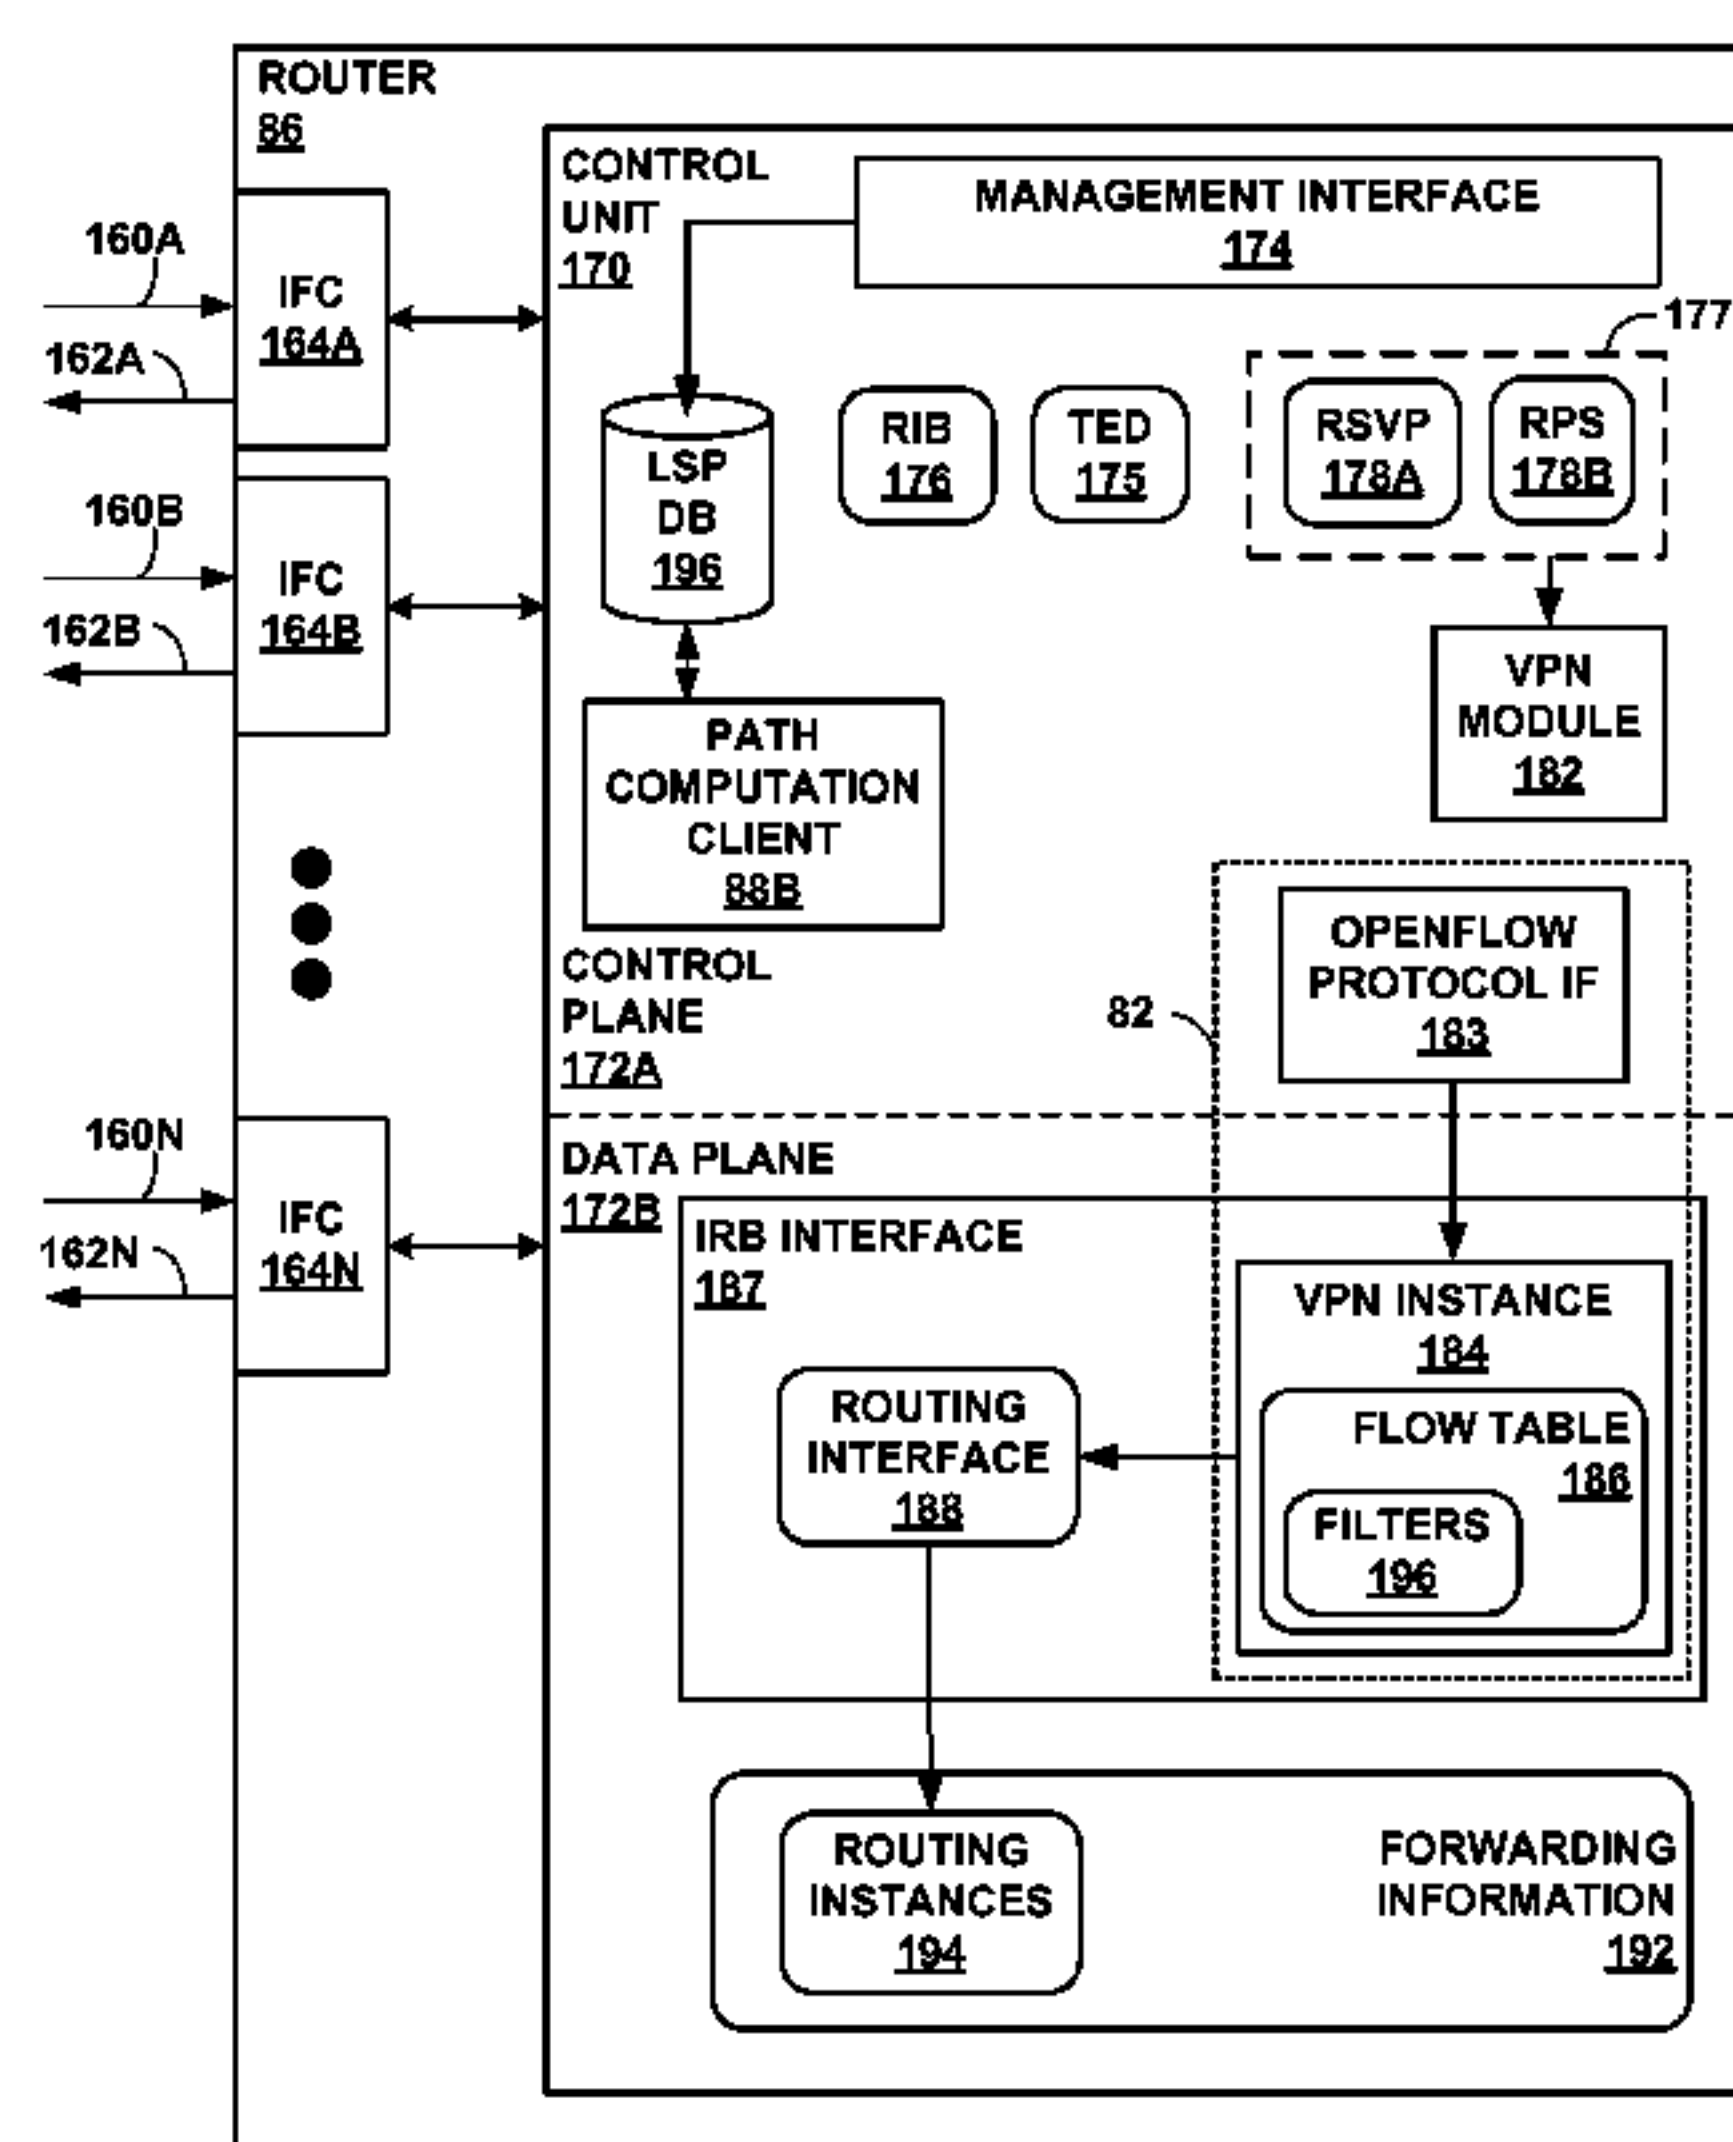 ROUTER
86
CONTROL
UNIT
170
MANAGEMENT INTERFACE
174
160A
IFC
164A
162A
177
LSP
DB
196
RIB
176
TED
175
RSVP
178A
RPS
178B
160B
IFC
164B
162B
VPN
MODULE
182
PATH
COMPUTATION
CLIENT
88B
CONTROL
PLANE
172A
82
OPENFLOW
PROTOCOL IF
183
160N
IFC
164N
162N
DATA PLANE
172B
IRB INTERFACE
187
VPN INSTANCE
184
ROUTING
INTERFACE
188
FLOW TABLE
186
FILTERS
196
ROUTING
INSTANCES
194
FORWARDING
INFORMATION
192